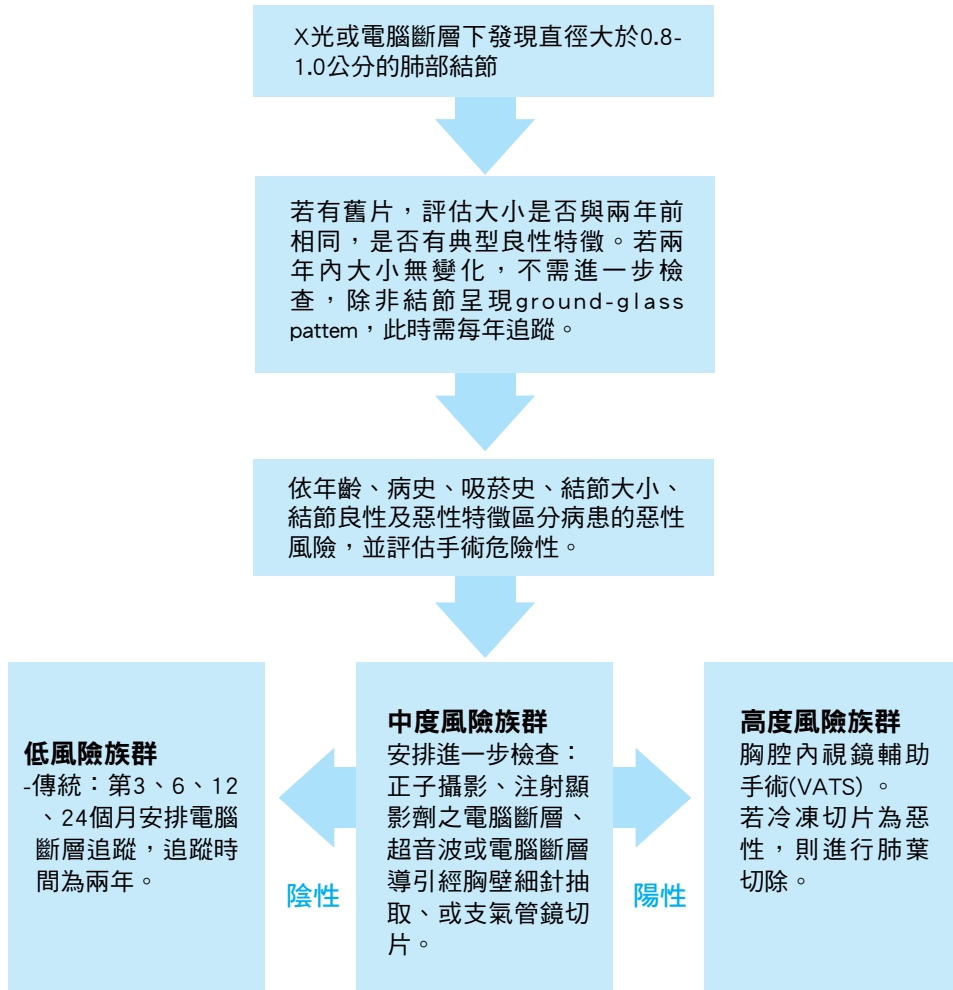 X光或電腦斷層下發現直徑大於0.8-
1.0公分的肺部結節
若有舊片，評估大小是否與兩年前
相同，是否有典型良性特徵。若兩
年內大小無變化，不需進一步檢
查，除非結節呈現ground-glass
pattem，此時需每年追蹤。
依年齡、病史、吸菸史、結節大小、
結節良性及惡性特徵區分病患的惡性
風險，並評估手術危險性。
低風險族群
-傳統：第3、6、12
、24個月安排電腦
斷層追蹤，追蹤時
間為兩年。
陰性
中度風險族群
安排進一步檢查：
正子攝影、注射顯
影劑之電腦斷層、
超音波或電腦斷層
導引經胸壁細針抽
取、或支氣管鏡切
片。
陽性
高度風險族群
胸腔內視鏡輔助
手術(VATS) 。
若冷凍切片為惡
性，則進行肺葉
切除。